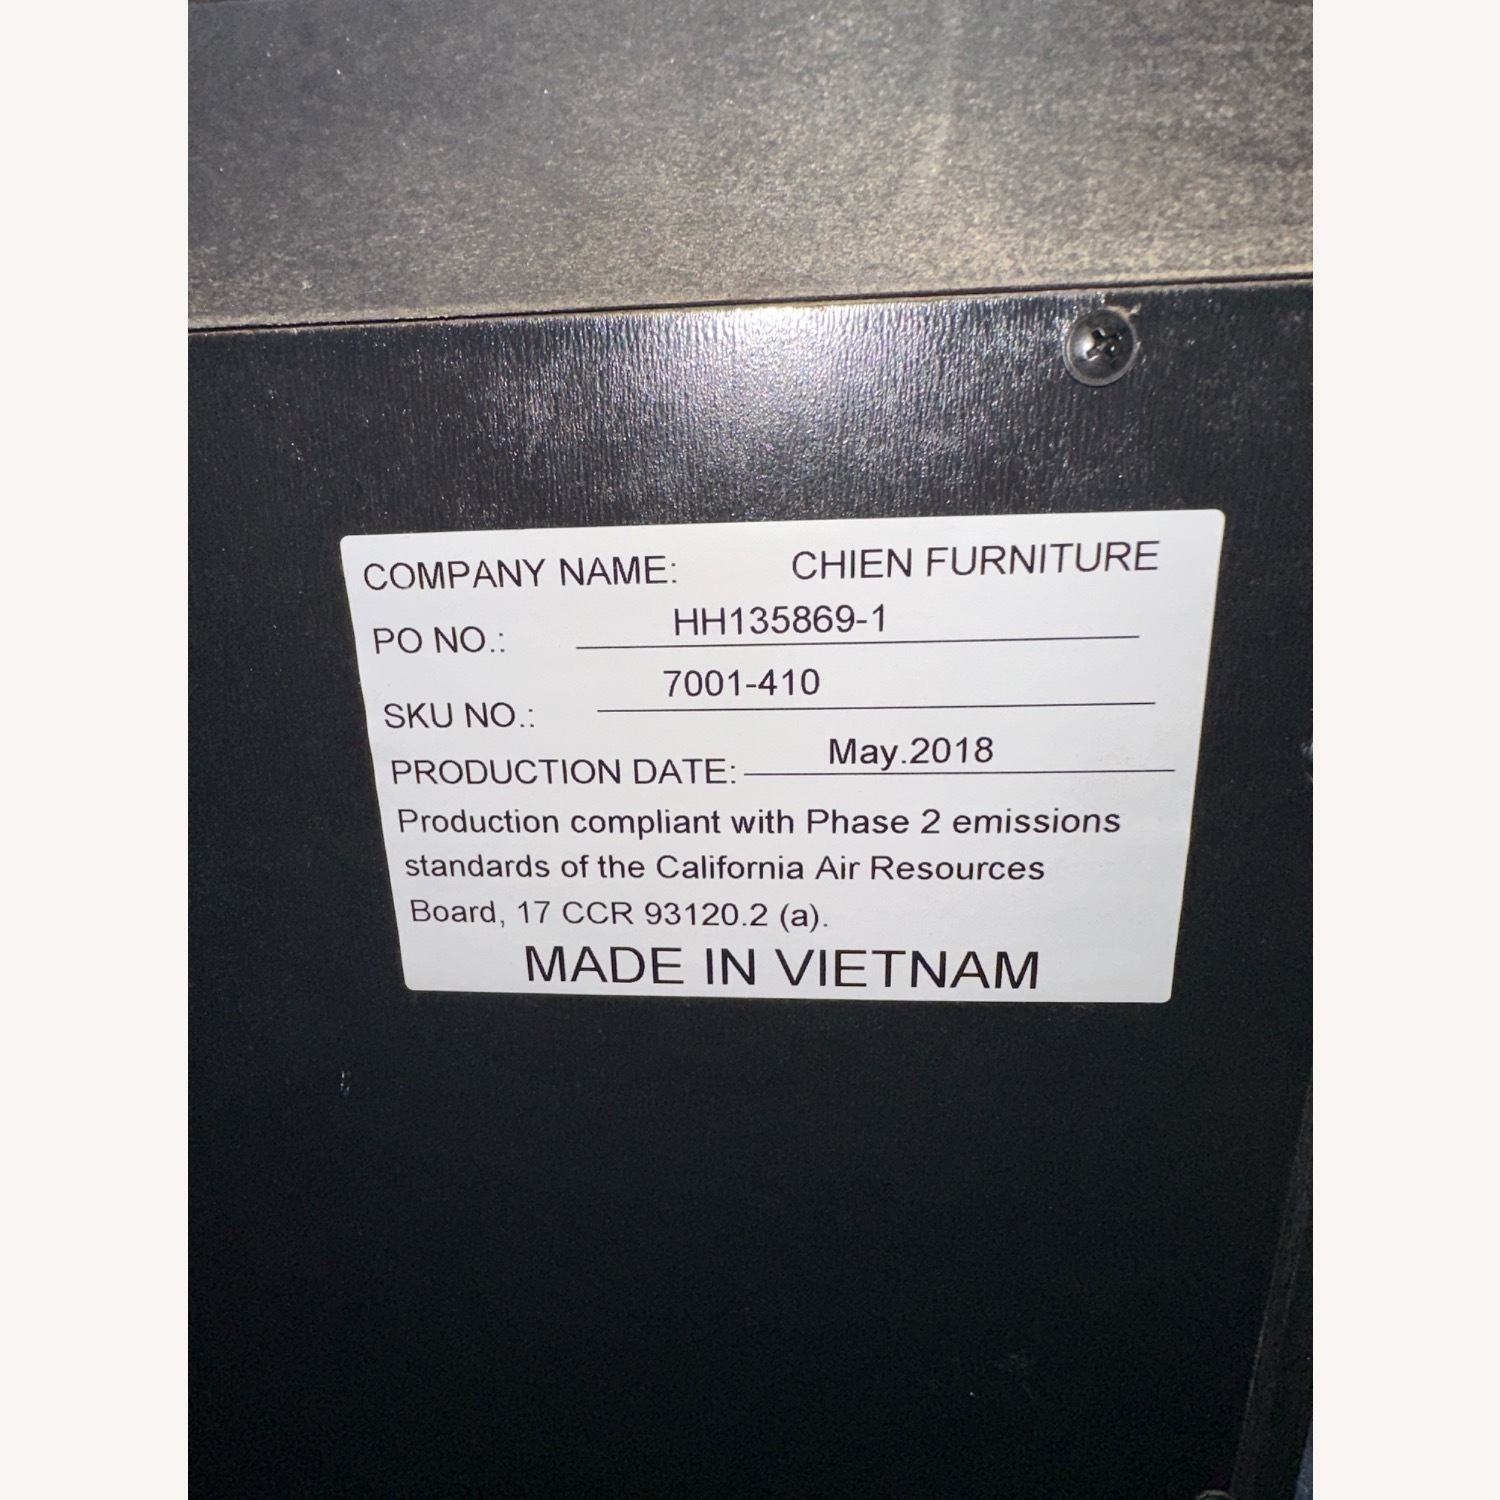 COMPANY NAME: CHIEN FURNITURE
PO NO.: HH135869-1
SKU NO.: 7001-410
PRODUCTION DATE: May.2018
Production compliant with Phase 2 emissions
standards of the California Air Resources
Board, 17 CCR 93120.2 (a).
MADE IN VIETNAM